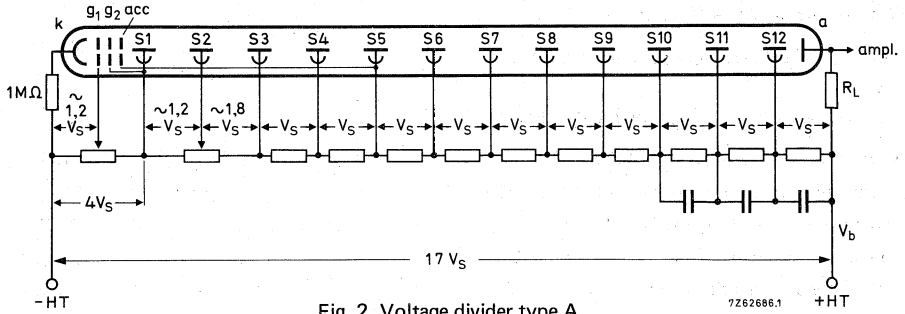 g1 g2 acc
k
S1 S2 S3 S4 S5 S6 S7 S8 S9 S10 S11 S12
a
ampl.
1MΩ
RL
~
1,2
VS
~1,2
VS
~1,8
VS
VS
VS
VS
VS
VS
VS
VS
VS
VS
VS
VS
4VS
Vb
17 VS
-HT
+HT
7Z62686.1
Fig. 2 Voltage divider type A